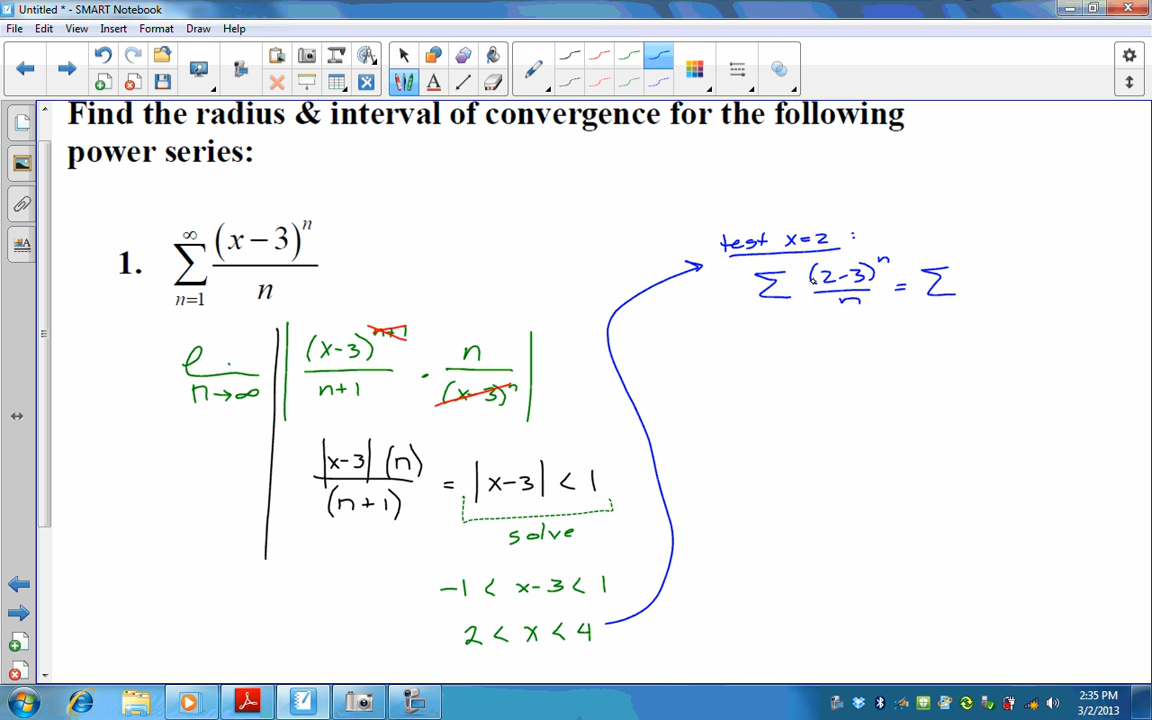 Untitled * - SMART Notebook
File Edit View Insert Format Draw Help
Find the radius & interval of convergence for the following
power series:
1. ∑_{n=1}^{∞} (x − 3)^n / n
test x=2 :
∑ (2-3)^n / n = ∑
n→∞ | (x-3)^{n+1} / n+1 · n / (x-3)^n |
|x-3| (n) / (n+1) = |x-3| < 1
solve
-1 < x-3 < 1
2 < x < 4
2:35 PM
3/2/2013